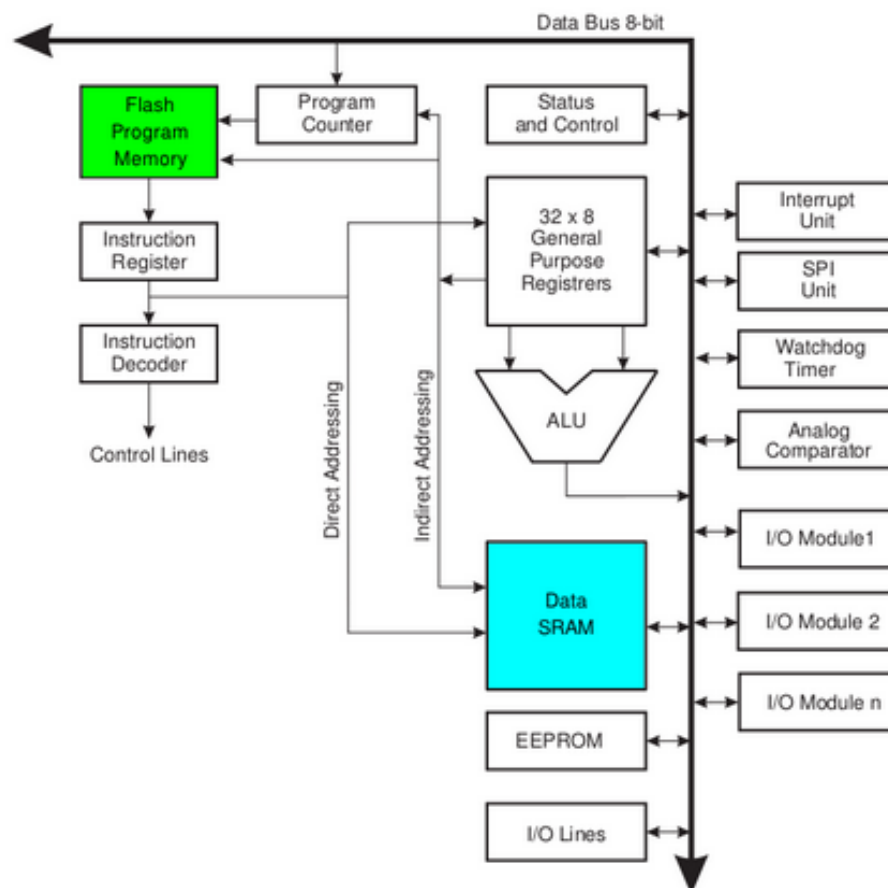 Data Bus 8-bit
Flash
Program
Memory
Program
Counter
Status
and Control
Instruction
Register
32 x 8
General
Purpose
Registrers
Interrupt
Unit
SPI
Unit
Instruction
Decoder
Watchdog
Timer
Control Lines
Direct Addressing
Indirect Addressing
ALU
Analog
Comparator
I/O Module1
Data
SRAM
I/O Module 2
I/O Module n
EEPROM
I/O Lines